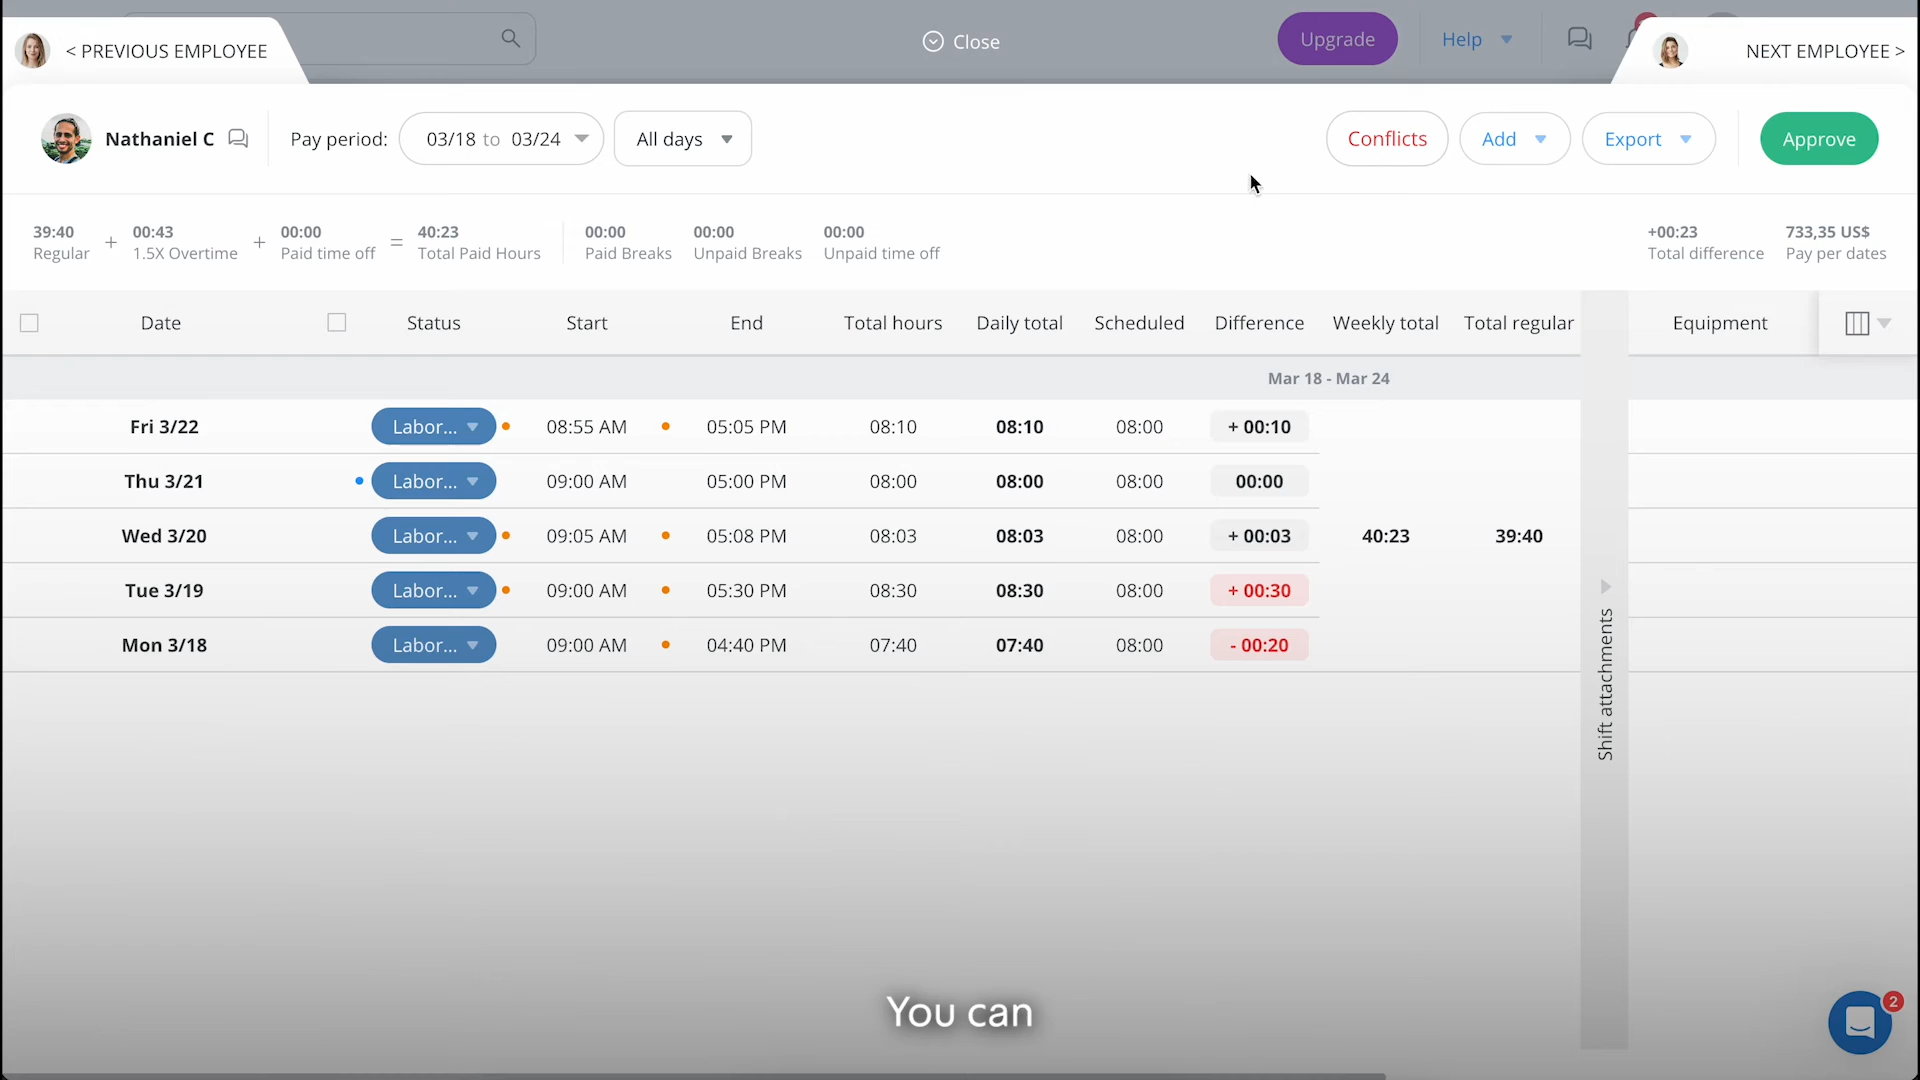 < PREVIOUS EMPLOYEE
Close
Upgrade
Help
NEXT EMPLOYEE >
Nathaniel C
Pay period:
03/18 to 03/24
All days
Conflicts
Add
Export
Approve
39:40
Regular
+
00:43
1.5X Overtime
+
00:00
Paid time off
=
40:23
Total Paid Hours
00:00
Paid Breaks
00:00
Unpaid Breaks
00:00
Unpaid time off
+00:23
Total difference
733,35 US$
Pay per dates
Date Status Start End Total hours Daily total Scheduled Difference Weekly total Total regular Equipment
Mar 18 - Mar 24
Fri 3/22 Labor... 08:55 AM 05:05 PM 08:10 08:10 08:00 + 00:10
Thu 3/21 Labor... 09:00 AM 05:00 PM 08:00 08:00 08:00 00:00
Wed 3/20 Labor... 09:05 AM 05:08 PM 08:03 08:03 08:00 + 00:03 40:23 39:40
Tue 3/19 Labor... 09:00 AM 05:30 PM 08:30 08:30 08:00 + 00:30
Mon 3/18 Labor... 09:00 AM 04:40 PM 07:40 07:40 08:00 - 00:20
Shift attachments
You can
2